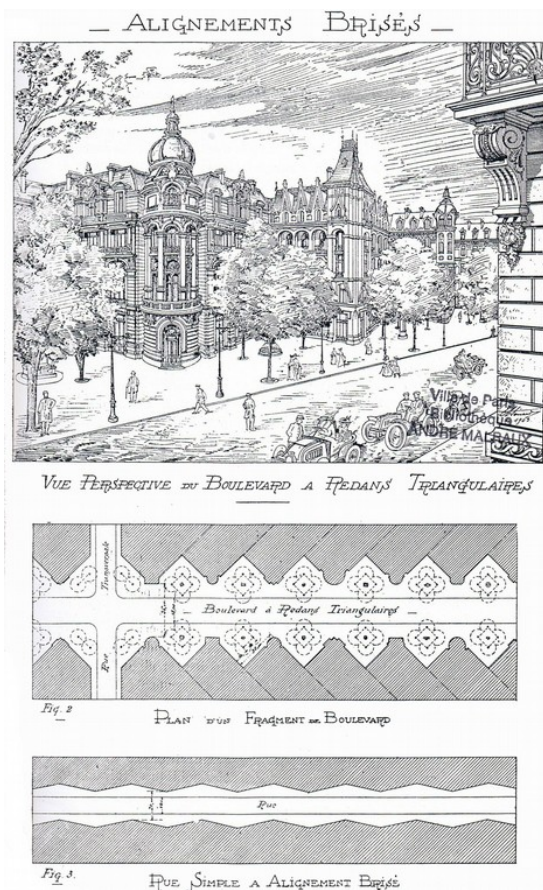 ALIGNEMENTS BRISÉS
Ville de Paris
Bibliothèque
ANDRÉ MALRAUX
VUE PERSPECTIVE DU BOULEVARD A REDANS TRIANGULAIRES
Transversale
Boulevard à Redans Triangulaires
Rue
Fig. 2
PLAN D'UN FRAGMENT DE BOULEVARD
Rue
Fig. 3.
RUE SIMPLE A ALIGNEMENT BRISÉ